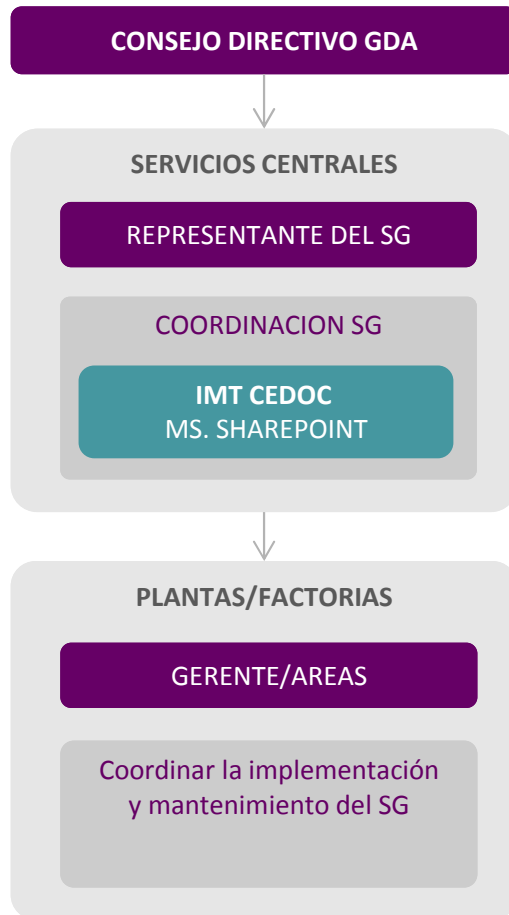 CONSEJO DIRECTIVO GDA
SERVICIOS CENTRALES
REPRESENTANTE DEL SG
COORDINACION SG
IMT CEDOC
MS. SHAREPOINT
PLANTAS/FACTORIAS
GERENTE/AREAS
Coordinar la implementación
y mantenimiento del SG